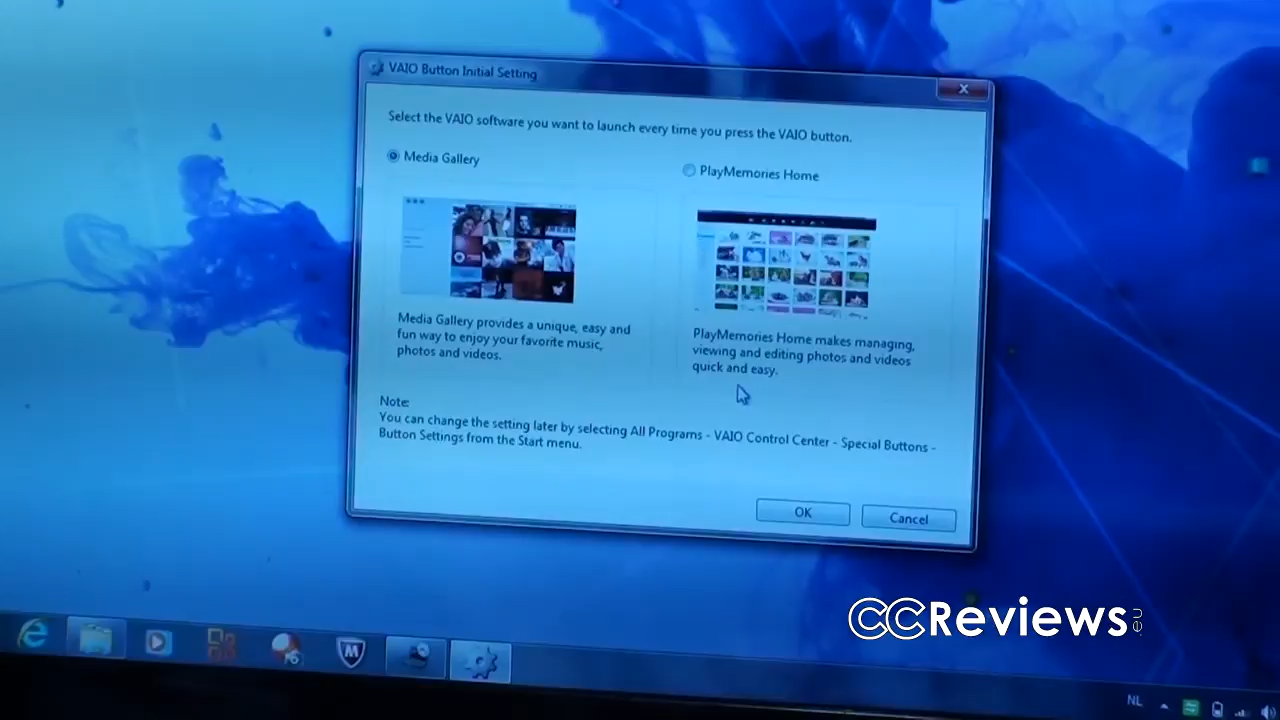 VAIO Button Initial Setting
Select the VAIO software you want to launch every time you press the VAIO button.
Media Gallery
PlayMemories Home
Media Gallery provides a unique, easy and
fun way to enjoy your favorite music,
photos and videos.
PlayMemories Home makes managing,
viewing and editing photos and videos
quick and easy.
Note:
You can change the setting later by selecting All Programs - VAIO Control Center - Special Buttons -
Button Settings from the Start menu.
OK
Cancel
CCReviews.eu
NL